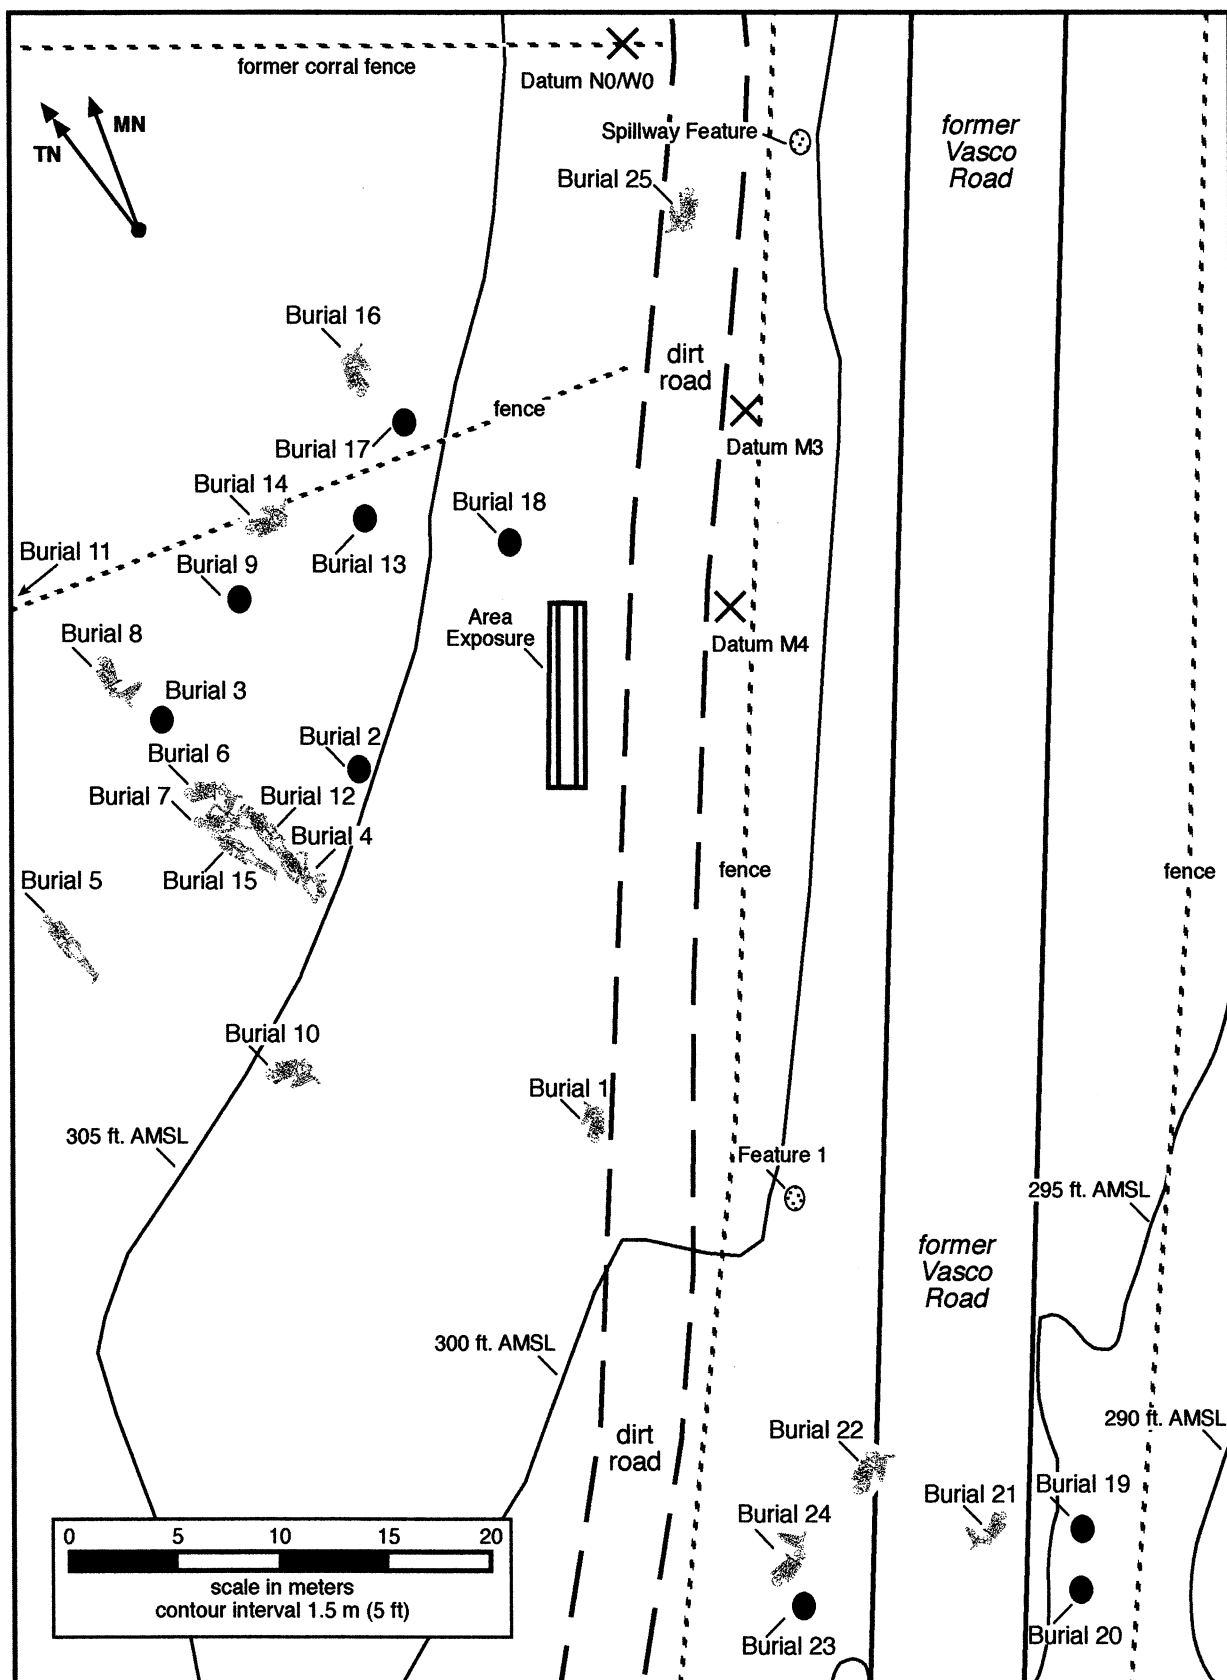 former corral fence
Datum N0/W0
MN
TN
Spillway Feature
former
Vasco
Road
Burial 25
Burial 16
dirt
road
fence
Datum M3
Burial 17
Burial 14
Burial 18
Burial 11
Burial 9
Burial 13
Area
Exposure
Burial 8
Datum M4
Burial 3
Burial 2
Burial 6
Burial 7
Burial 12
Burial 4
Burial 15
Burial 5
fence
fence
Burial 10
Burial 1
305 ft. AMSL
Feature 1
295 ft. AMSL
former
Vasco
Road
300 ft. AMSL
290 ft. AMSL
dirt
road
Burial 22
Burial 19
Burial 21
Burial 24
0 5 10 15 20
scale in meters
contour interval 1.5 m (5 ft)
Burial 23
Burial 20